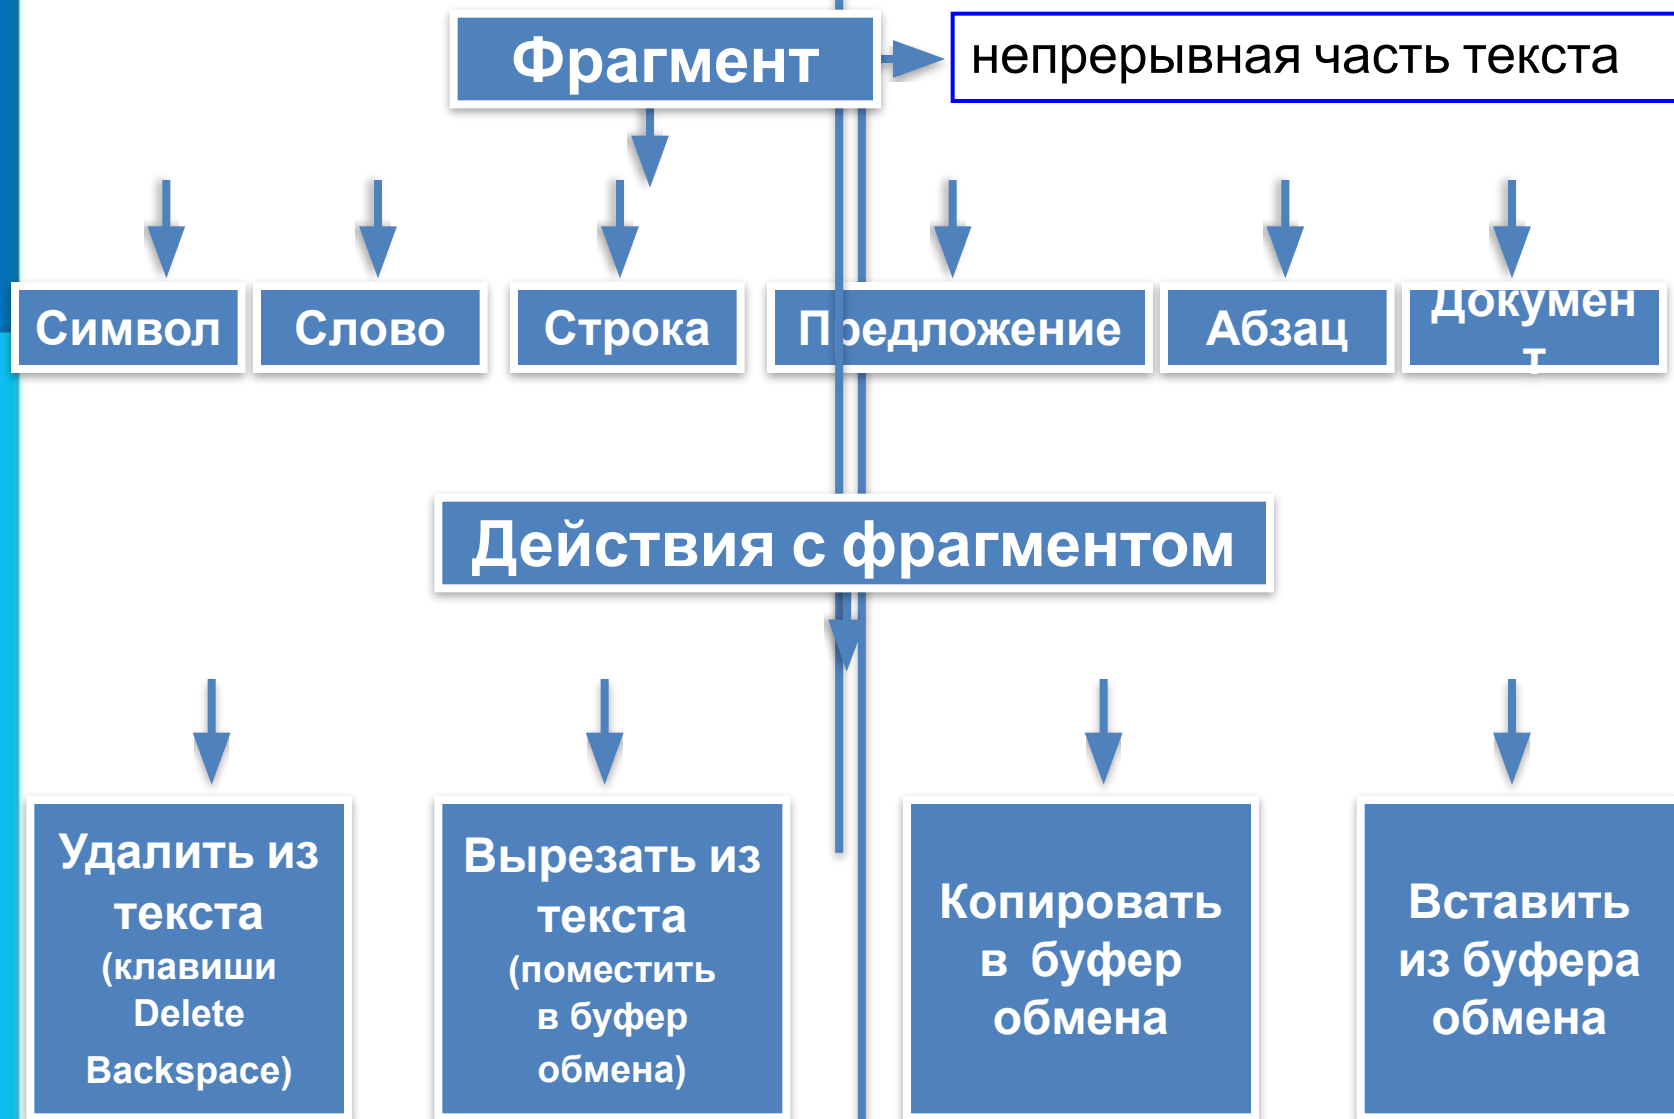 Фрагмент
непрерывная часть текста
Символ
Слово
Строка
Предложение
Абзац
Докумен
т
Действия с фрагментом
Удалить из
текста
(клавиши
Delete
Backspace)
Вырезать из
текста
(поместить
в буфер
обмена)
Копировать
в буфер
обмена
Вставить
из буфера
обмена